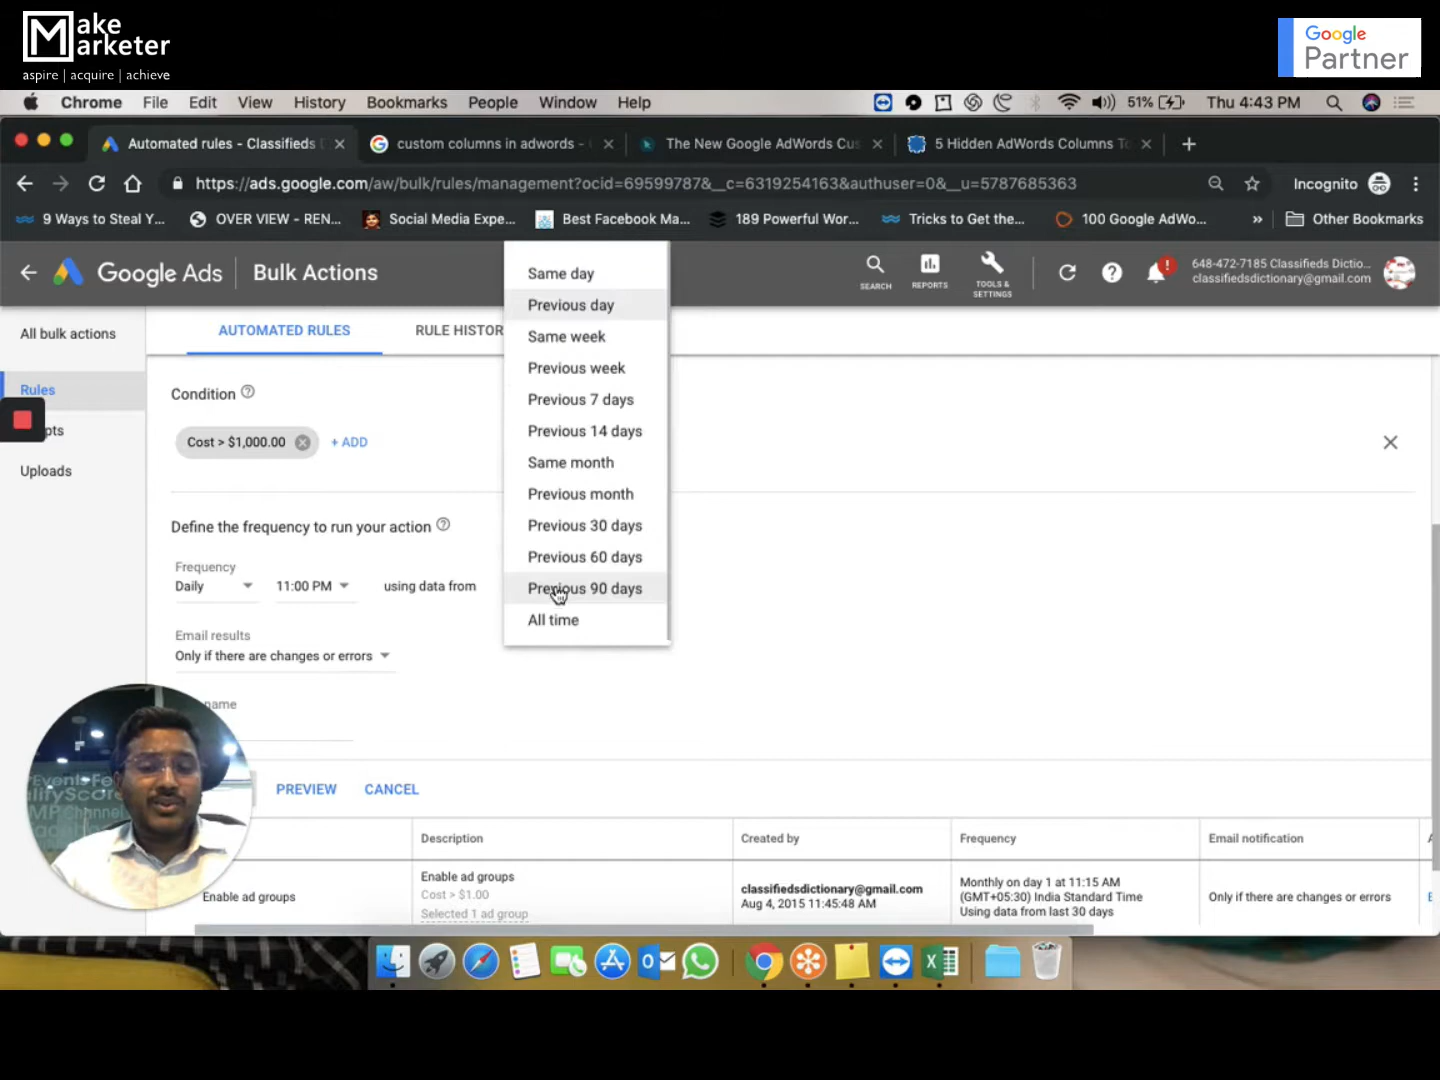 Make
Marketer
aspire | acquire | achieve
Google
Partner
Chrome File Edit View History Bookmarks People Window Help
51% Thu 4:43 PM
Automated rules - Classifieds D
custom columns in adwords -
The New Google AdWords Cus
5 Hidden AdWords Columns To
https://ads.google.com/aw/bulk/rules/management?ocid=69599787&__c=6319254163&authuser=0&__u=5787685363
Incognito
9 Ways to Steal Y...
OVER VIEW - REN...
Social Media Expe...
Best Facebook Ma...
189 Powerful Wor...
Tricks to Get the...
100 Google AdWo...
»
Other Bookmarks
Google Ads
Bulk Actions
SEARCH
REPORTS
TOOLS &
SETTINGS
648-472-7185 Classifieds Dictio...
classifiedsdictionary@gmail.com
All bulk actions
Rules
pts
Uploads
AUTOMATED RULES
RULE HISTOR
Condition
Cost > $1,000.00
+ ADD
Define the frequency to run your action
Frequency
Daily
11:00 PM
using data from
Same day
Previous day
Same week
Previous week
Previous 7 days
Previous 14 days
Same month
Previous month
Previous 30 days
Previous 60 days
Previous 90 days
All time
Email results
Only if there are changes or errors
name
PREVIEW
CANCEL
Description
Created by
Frequency
Email notification
Enable ad groups
Enable ad groups
Cost > $1.00
Selected 1 ad group
classifiedsdictionary@gmail.com
Aug 4, 2015 11:45:48 AM
Monthly on day 1 at 11:15 AM
(GMT+05:30) India Standard Time
Using data from last 30 days
Only if there are changes or errors